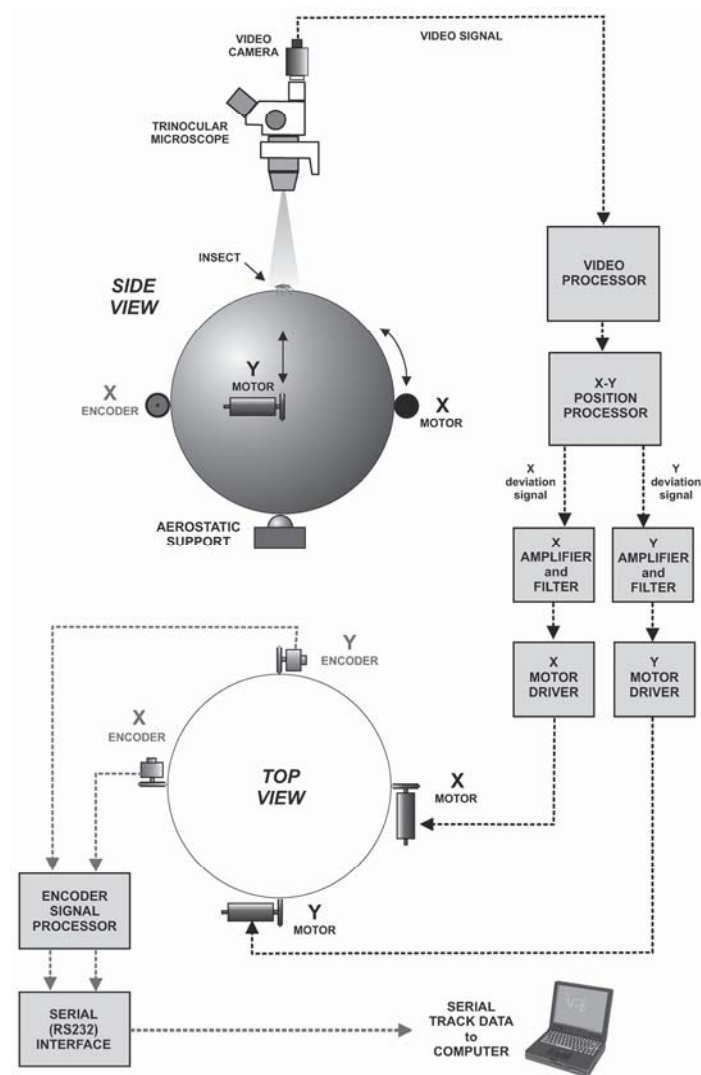 VIDEO
CAMERA
VIDEO SIGNAL
TRINOCULAR
MICROSCOPE
INSECT
SIDE
VIEW
VIDEO
PROCESSOR
Y
MOTOR
X
ENCODER
X
MOTOR
X-Y
POSITION
PROCESSOR
X
deviation
signal
Y
deviation
signal
AEROSTATIC
SUPPORT
X
AMPLIFIER
and
FILTER
Y
AMPLIFIER
and
FILTER
Y
ENCODER
X
MOTOR
DRIVER
Y
MOTOR
DRIVER
X
ENCODER
TOP
VIEW
X
MOTOR
ENCODER
SIGNAL
PROCESSOR
Y
MOTOR
SERIAL
(RS232)
INTERFACE
SERIAL
TRACK DATA
to
COMPUTER